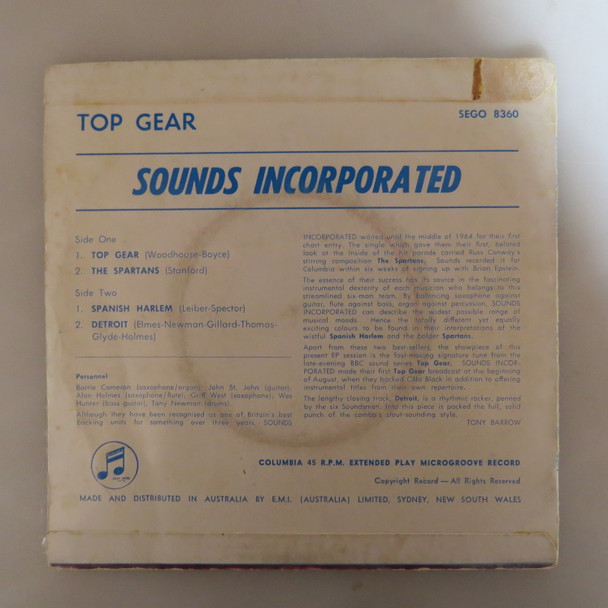 TOP GEAR
SEGO 8360
SOUNDS INCORPORATED
Side One
1. TOP GEAR (Woodhouse-Boyce)
2 THE SPARTANS (Stanford)
Side Two
1. SPANISH HARLEM (Leiber-Spector)
2. DETROIT (Elmes-Newman-Gillard-Thomas-
Glyde-Holmes)
Personnel:
Barrie Cameron (saxophone/organ), John St. John (guitar),
Alan Holmes (saxophone/flute), Griff West (saxophone), Wes
Hunter (bass guitar), Tony Newman (drums).
Although they have been recognised as one of Britain's best
backing units for something over three years, SOUNDS
INCORPORATED waited until the middle of 1964 for their first
chart entry. The single which gave them their first, belated
look at the inside of the hit parade carried Russ Conway's
stirring composition The Spartans, Sounds recorded it for
Columbia within six weeks of signing up with Brian Epstein.
The essence of their success has its source in the fascinating
instrumental dexterity of each musician who belongs to this
streamlined six-man team. By balancing saxophone against
guitar, flute against bass, organ against percussion, SOUNDS
INCORPORATED can describe the widest possible range of
musical moods. Hence the totally different yet equally
exciting colours to be found in their interpretations of the
wistful Spanish Harlem and the bolder Spartans.
Apart from these two best-sellers, the showpiece of this
present EP session is the fast-moving signature tune from the
late-evening BBC sound series Top Gear, SOUNDS INCOR-
PORATED made their first Top Gear broadcast at the beginning
of August, when they backed Cilla Black in addition to offering
instrumental titles from their own repertoire.
The lengthy closing track, Detroit, is a rhythmic rocker, penned
by the six Soundsmen. Into this piece is packed the full, solid
punch of the combo's stout-sounding style.
TONY BARROW
COLUMBIA 45 R.P.M. EXTENDED PLAY MICROGROOVE RECORD
Copyright Record — All Rights Reserved
MADE AND DISTRIBUTED IN AUSTRALIA BY E.M.I. (AUSTRALIA) LIMITED, SYDNEY, NEW SOUTH WALES